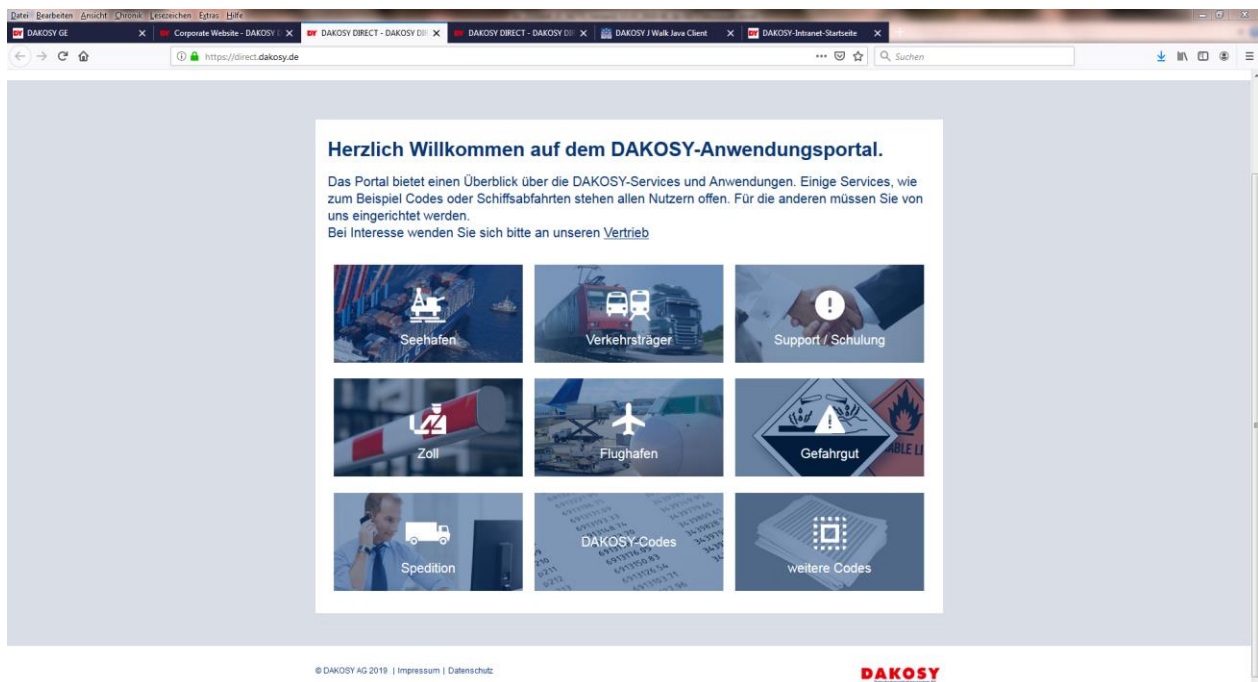 Datei Bearbeiten Ansicht Chronik Lesezeichen Extras Hilfe
DAKOSY GE
Corporate Website - DAKOSY
DAKOSY DIRECT - DAKOSY DIR
DAKOSY DIRECT - DAKOSY DIR
DAKOSY J Walk Java Client
DAKOSY-Intranet-Startseite
https://direct.dakosy.de
Suchen
Herzlich Willkommen auf dem DAKOSY-Anwendungsportal.
Das Portal bietet einen Überblick über die DAKOSY-Services und Anwendungen. Einige Services, wie
zum Beispiel Codes oder Schiffsabfahrten stehen allen Nutzern offen. Für die anderen müssen Sie von
uns eingerichtet werden.
Bei Interesse wenden Sie sich bitte an unseren Vertrieb
Seehafen
Verkehrsträger
Support / Schulung
Zoll
Flughafen
Gefahrgut
Spedition
DAKOSY-Codes
weitere Codes
© DAKOSY AG 2019 | Impressum | Datenschutz
DAKOSY